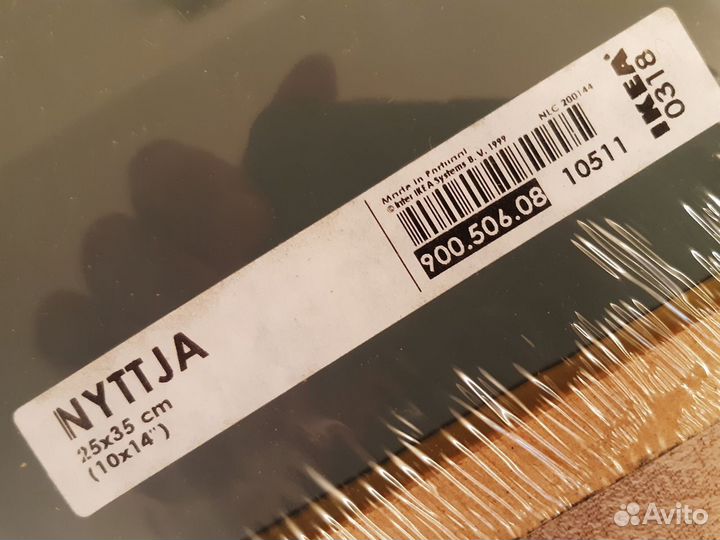 NYTTJA
25x35 cm
(10x14")
Made in Portugal
© Inter IKEA Systems B. V. 1999
NLC 200144
900.506.08
10511
IKEA
0318
Avito